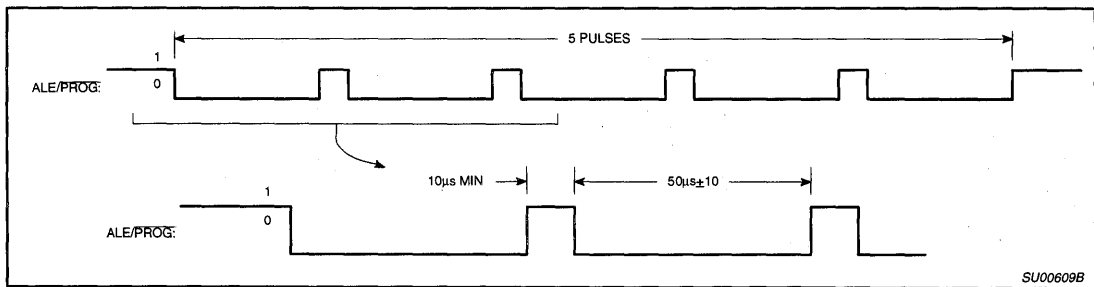 5 PULSES
1
0
ALE/PROG:
10μs MIN
50μs±10
1
0
ALE/PROG:
SU00609B